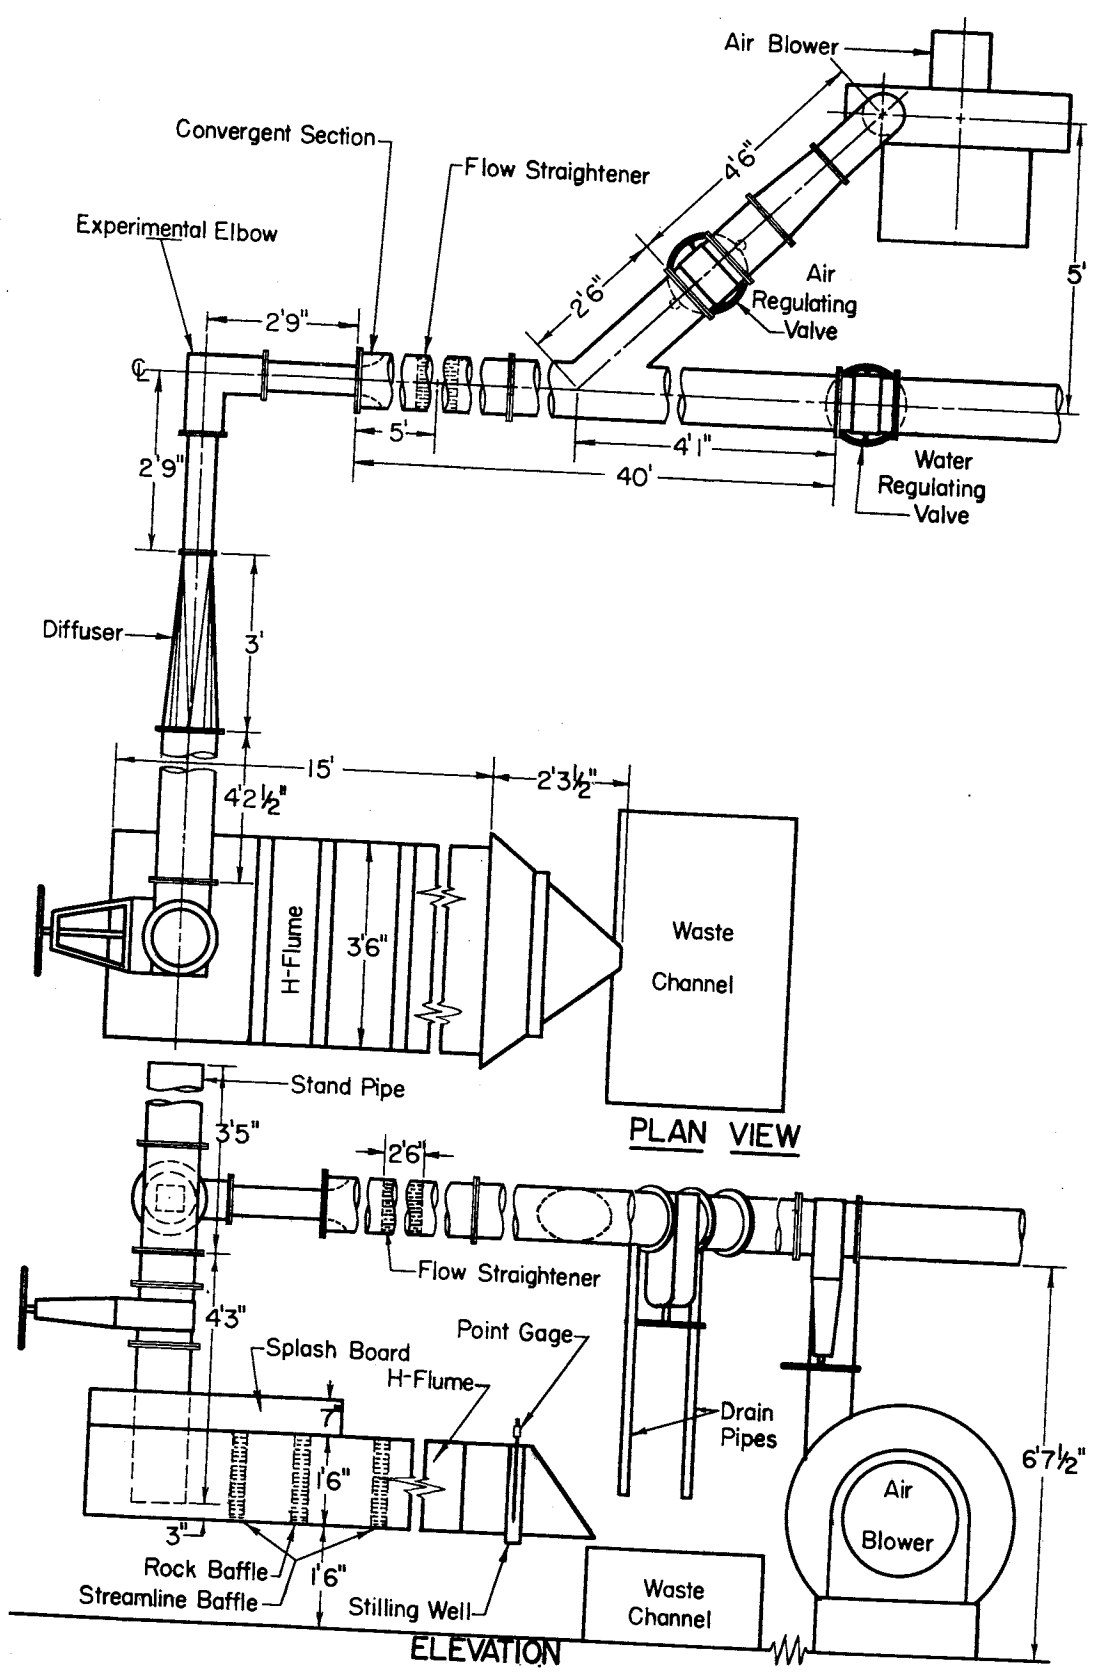 Air Blower
Convergent Section
Flow Straightener
4'6"
Experimental Elbow
5'
Air
Regulating
Valve
2'6"
2'9"
℄
5'
4'1"
2'9"
40'
Water
Regulating
Valve
Diffuser
3'
15'
2'3½"
4'2½"
H-Flume
3'6"
Waste
Channel
Stand Pipe
PLAN VIEW
3'5"
2'6"
Flow Straightener
4'3"
Point Gage
Splash Board
H-Flume
7"
Drain
Pipes
6'7½"
1'6"
Air
Blower
3"
Rock Baffle
1'6"
Streamline Baffle
Stilling Well
Waste
Channel
ELEVATION